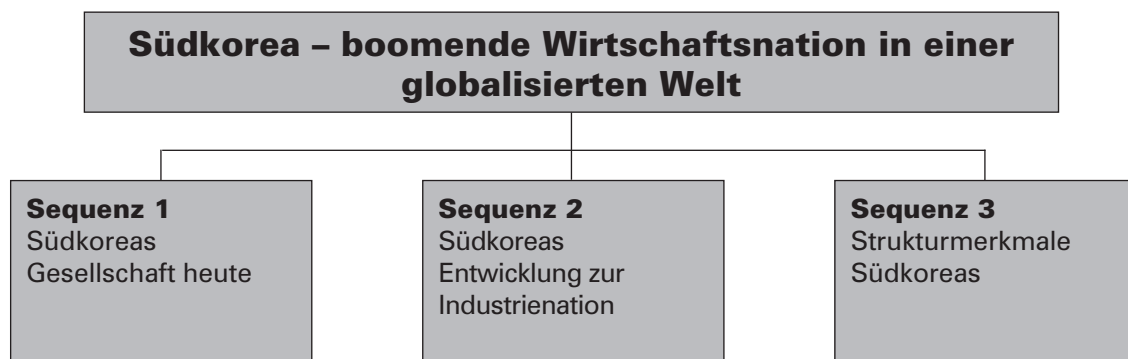 Südkorea – boomende Wirtschaftsnation in einer
globalisierten Welt
Sequenz 1
Südkoreas
Gesellschaft heute
Sequenz 2
Südkoreas
Entwicklung zur
Industrienation
Sequenz 3
Strukturmerkmale
Südkoreas